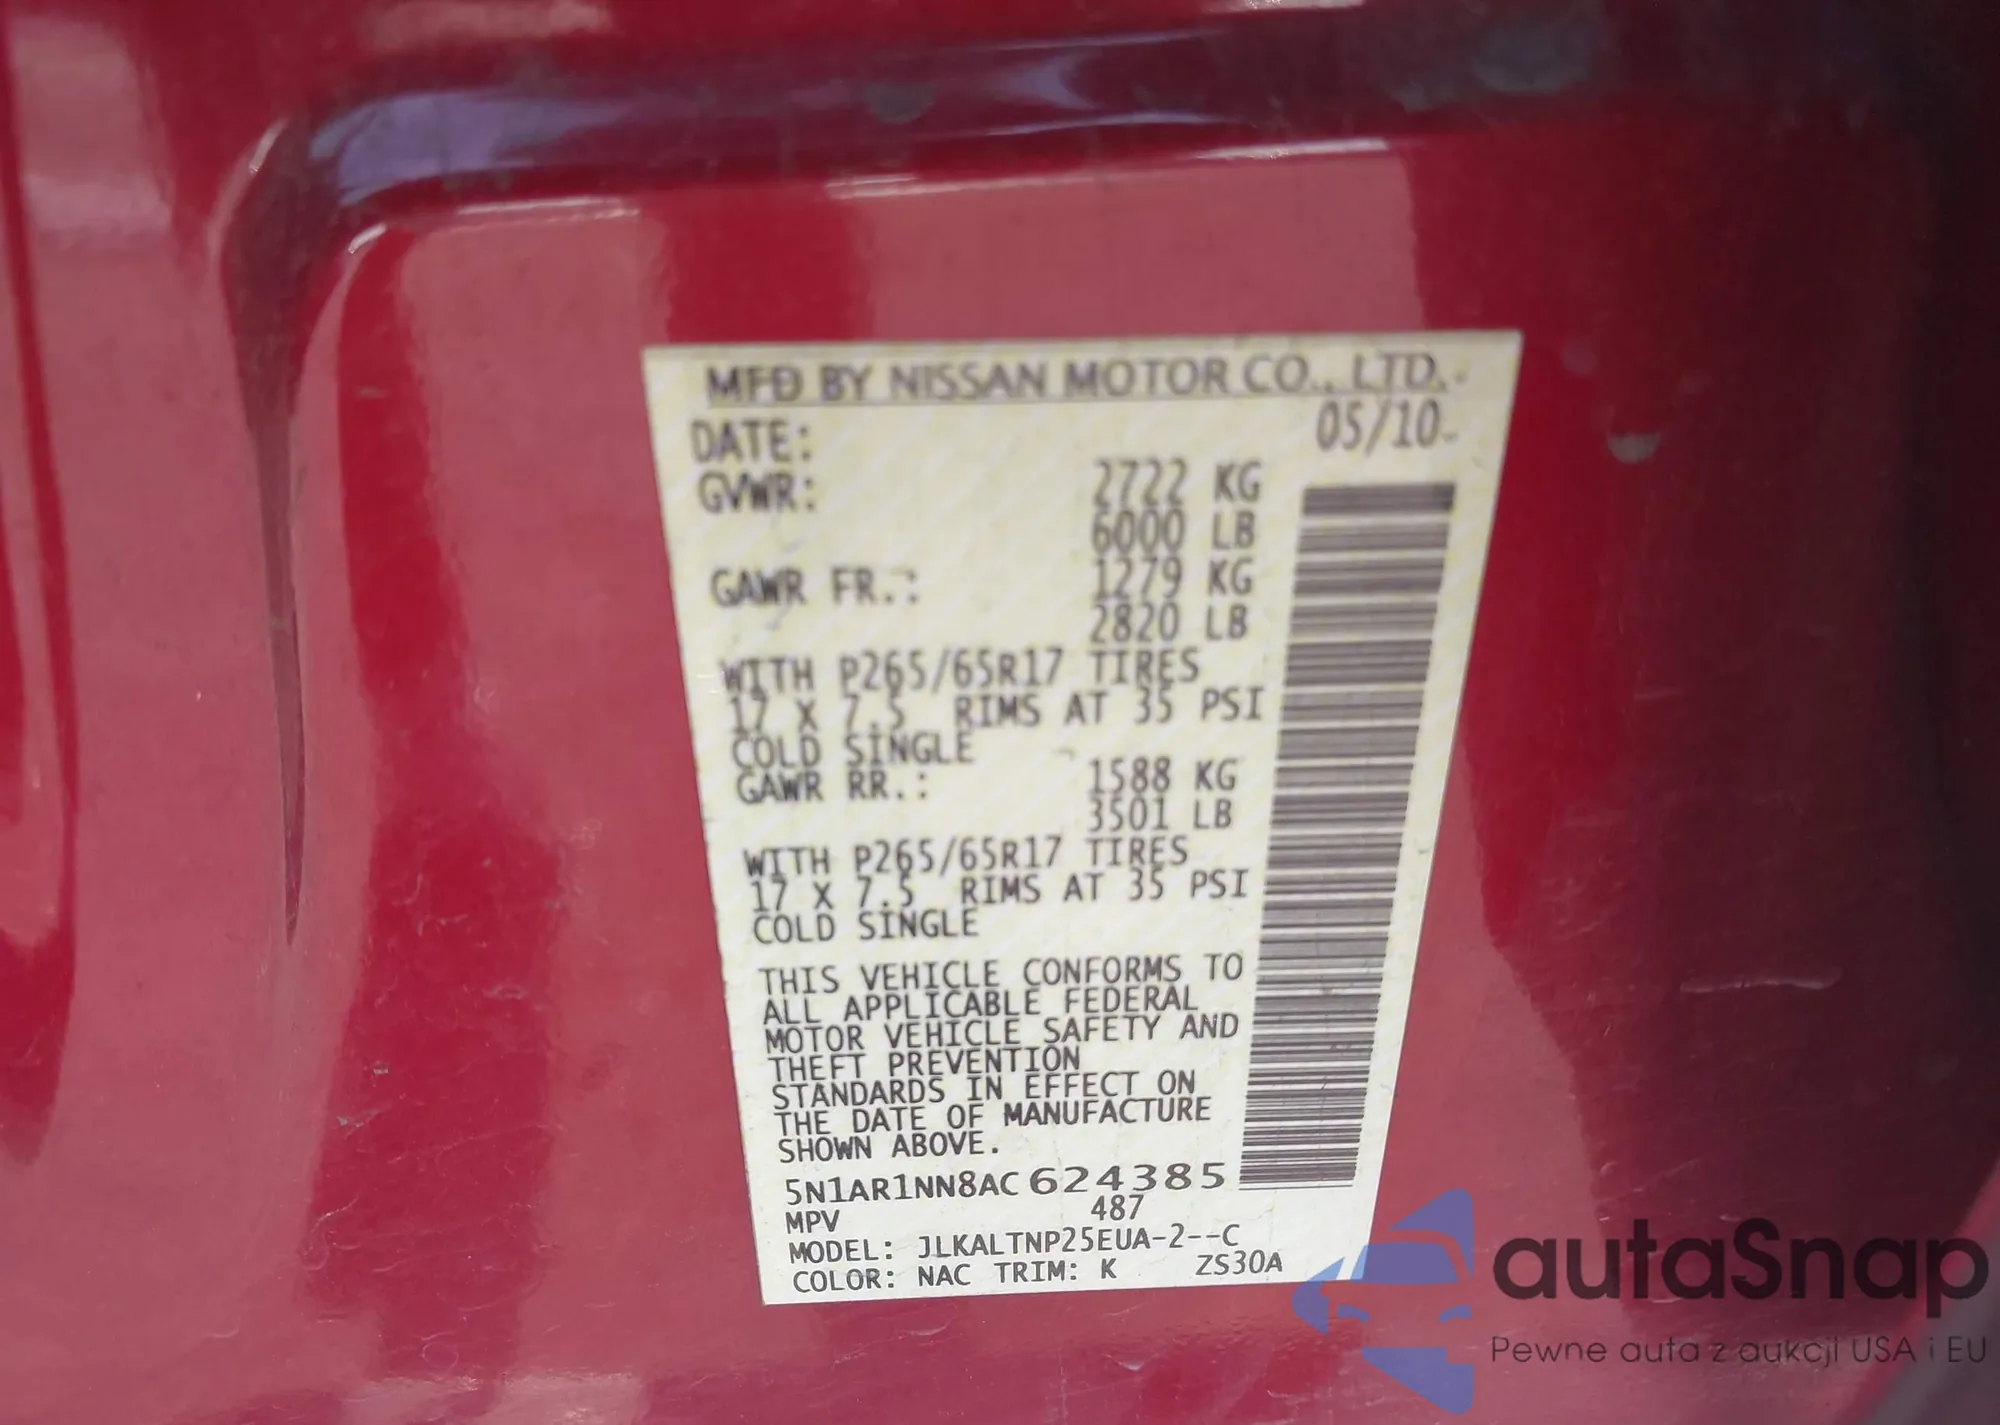 MFD BY NISSAN MOTOR CO., LTD.
DATE: 05/10
GVWR: 2722 KG
6000 LB
GAWR FR.: 1279 KG
2820 LB
WITH P265/65R17 TIRES
17 X 7.5 RIMS AT 35 PSI
COLD SINGLE
GAWR RR.: 1588 KG
3501 LB
WITH P265/65R17 TIRES
17 X 7.5 RIMS AT 35 PSI
COLD SINGLE
THIS VEHICLE CONFORMS TO
ALL APPLICABLE FEDERAL
MOTOR VEHICLE SAFETY AND
THEFT PREVENTION
STANDARDS IN EFFECT ON
THE DATE OF MANUFACTURE
SHOWN ABOVE.
5N1AR1NN8AC624385
MPV 487
MODEL: JLKALTNP25EUA-2--C
COLOR: NAC TRIM: K ZS30A
autaSnap
Pewne auta z aukcji USA i EU